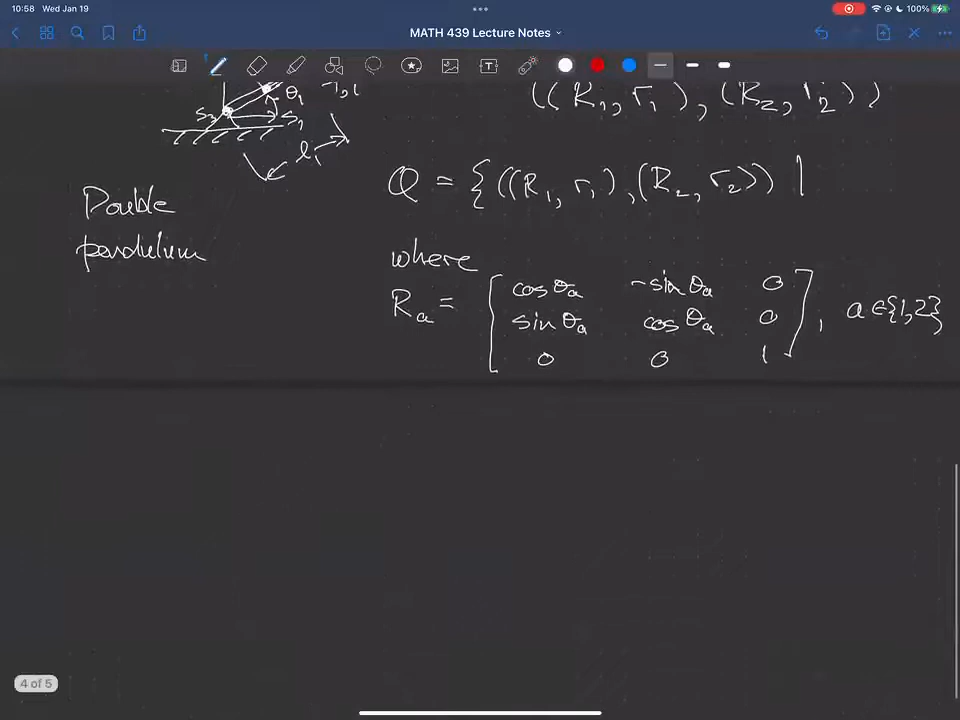 10:58 Wed Jan 19
100%
MATH 439 Lecture Notes
θ₁
S₃ S₁
l₁
((R₁, r₁), (R₂, r₂))
Q = {((R₁, r₁), (R₂, r₂)) |
Double
pendulum
where
Rₐ = [ cos θₐ -sin θₐ 0
sin θₐ cos θₐ 0
0 0 1 ], a ∈ {1,2},
4 of 5